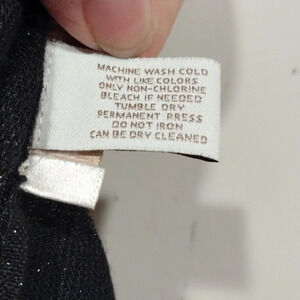 MACHINE WASH COLD
WITH LIKE COLORS
ONLY NON-CHLORINE
BLEACH IF NEEDED
TUMBLE DRY
PERMANENT PRESS
DO NOT IRON
CAN BE DRY CLEANED